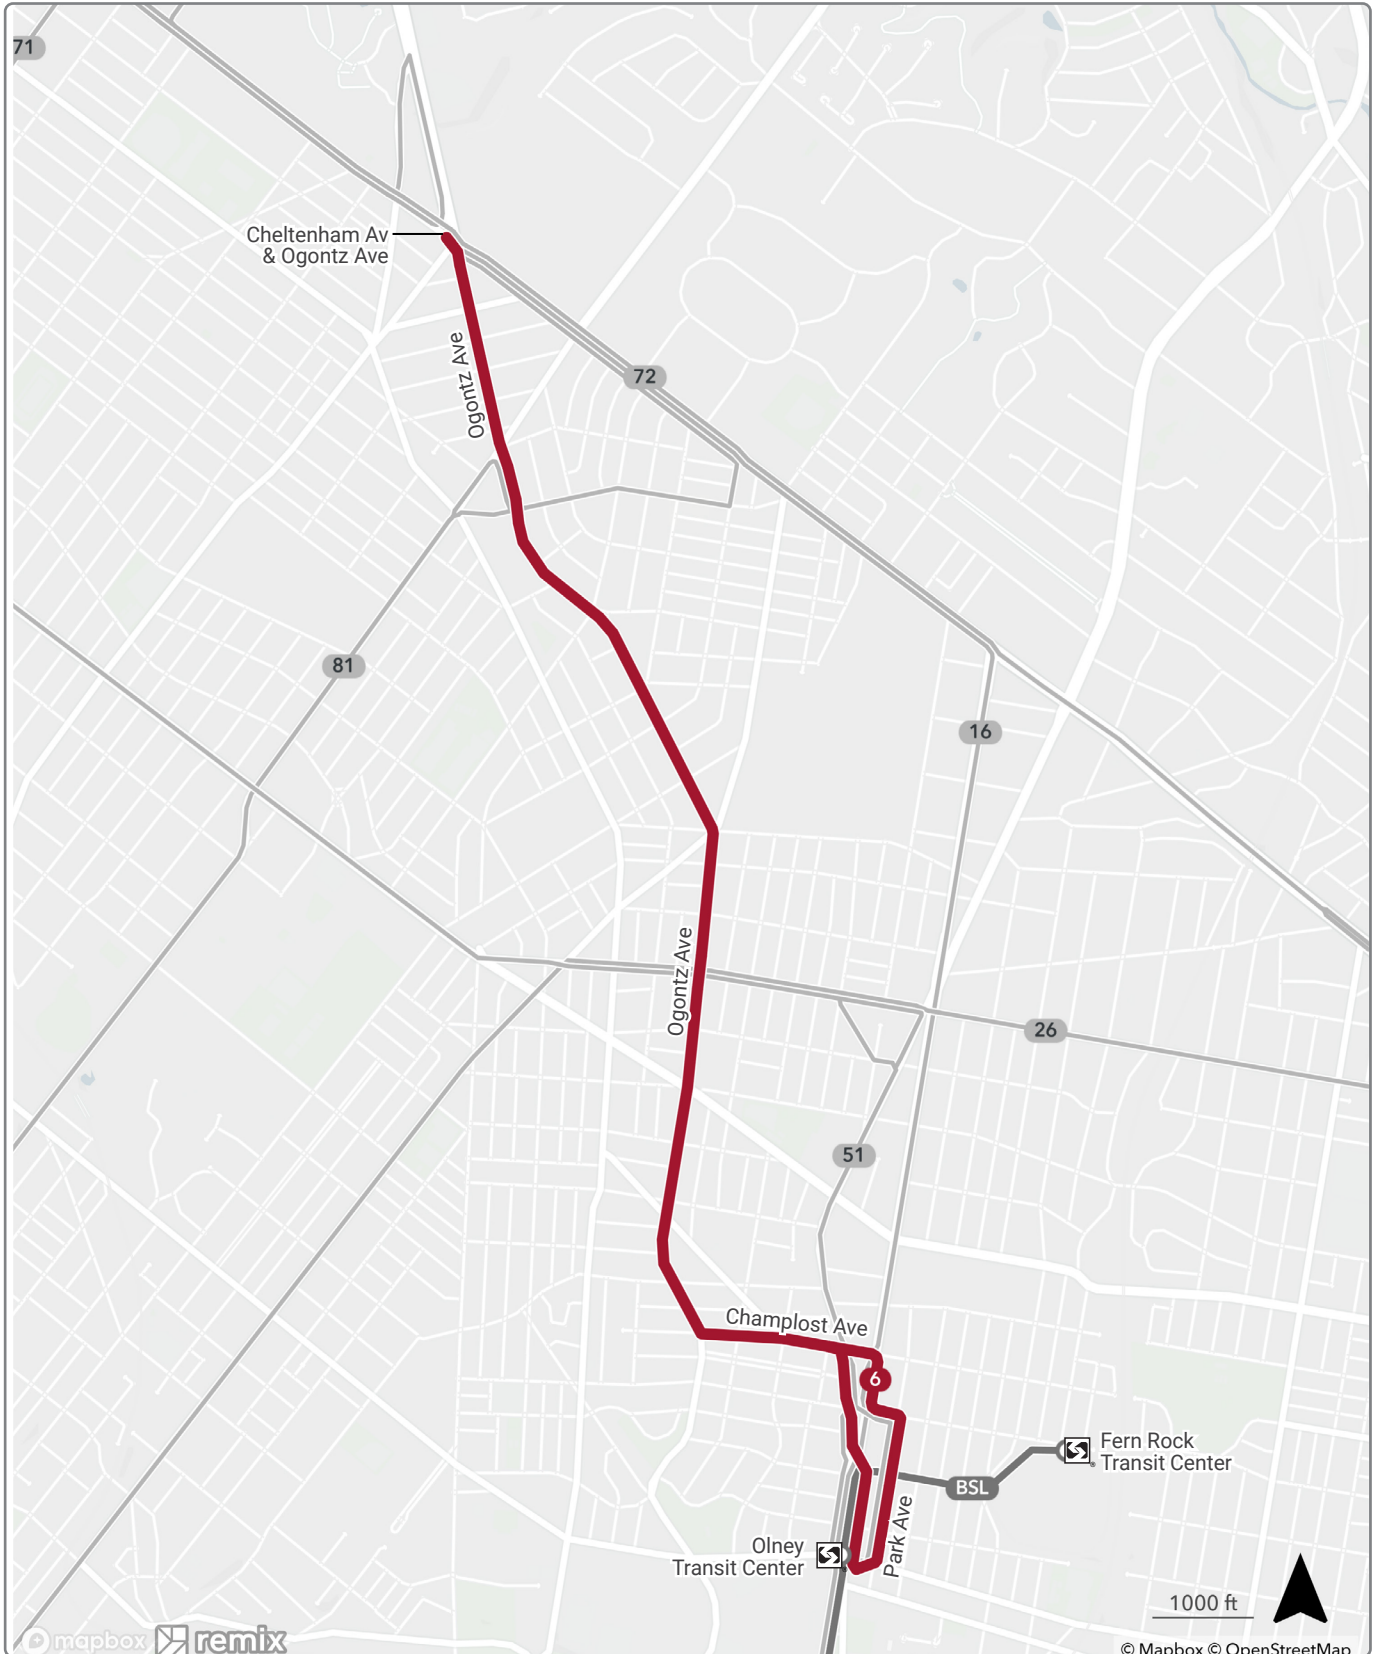 71
Cheltenham Av
& Ogontz Ave
Ogontz Ave
72
81
16
Ogontz Ave
26
51
Champlost Ave
6
Fern Rock
Transit Center
BSL
Olney
Transit Center
Park Ave
1000 ft
mapbox remix
© Mapbox © OpenStreetMap